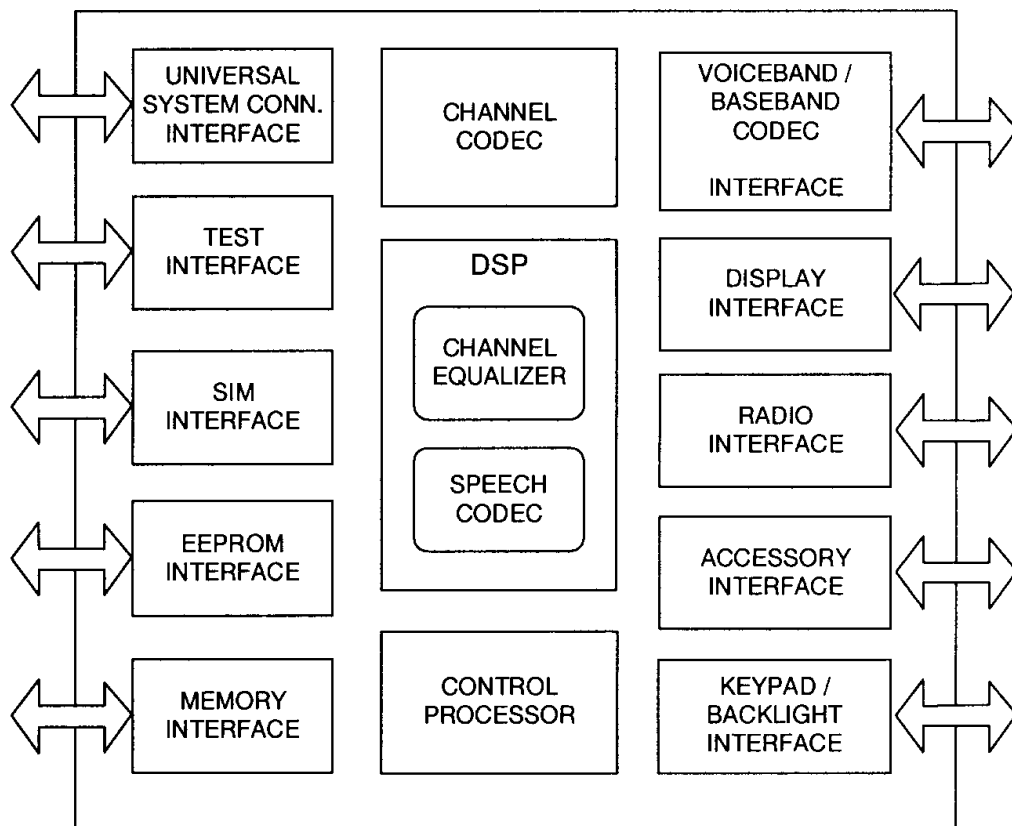 UNIVERSAL
SYSTEM CONN.
INTERFACE
TEST
INTERFACE
SIM
INTERFACE
EEPROM
INTERFACE
MEMORY
INTERFACE
CHANNEL
CODEC
DSP
CHANNEL
EQUALIZER
SPEECH
CODEC
CONTROL
PROCESSOR
VOICEBAND /
BASEBAND
CODEC
INTERFACE
DISPLAY
INTERFACE
RADIO
INTERFACE
ACCESSORY
INTERFACE
KEYPAD /
BACKLIGHT
INTERFACE